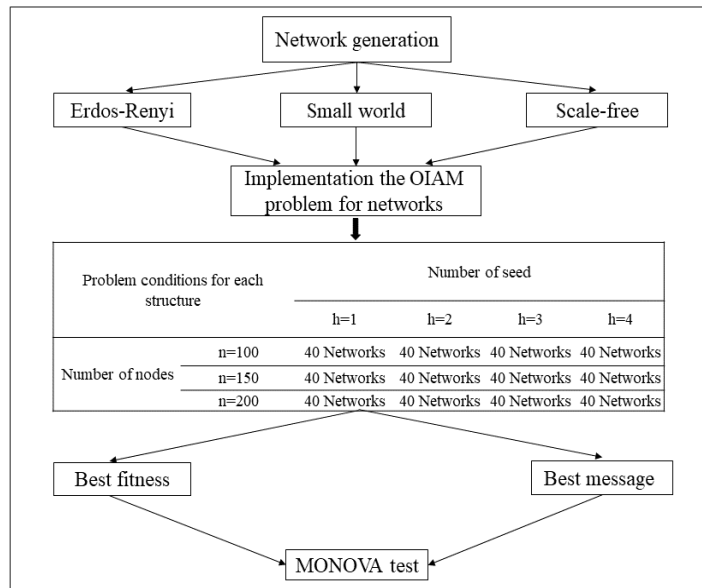 Network generation
Erdos-Renyi
Small world
Scale-free
Implementation the OIAM
problem for networks
Problem conditions for each
structure
Number of seed
h=1 h=2 h=3 h=4
Number of nodes
n=100 40 Networks 40 Networks 40 Networks 40 Networks
n=150 40 Networks 40 Networks 40 Networks 40 Networks
n=200 40 Networks 40 Networks 40 Networks 40 Networks
Best fitness
Best message
MONOVA test